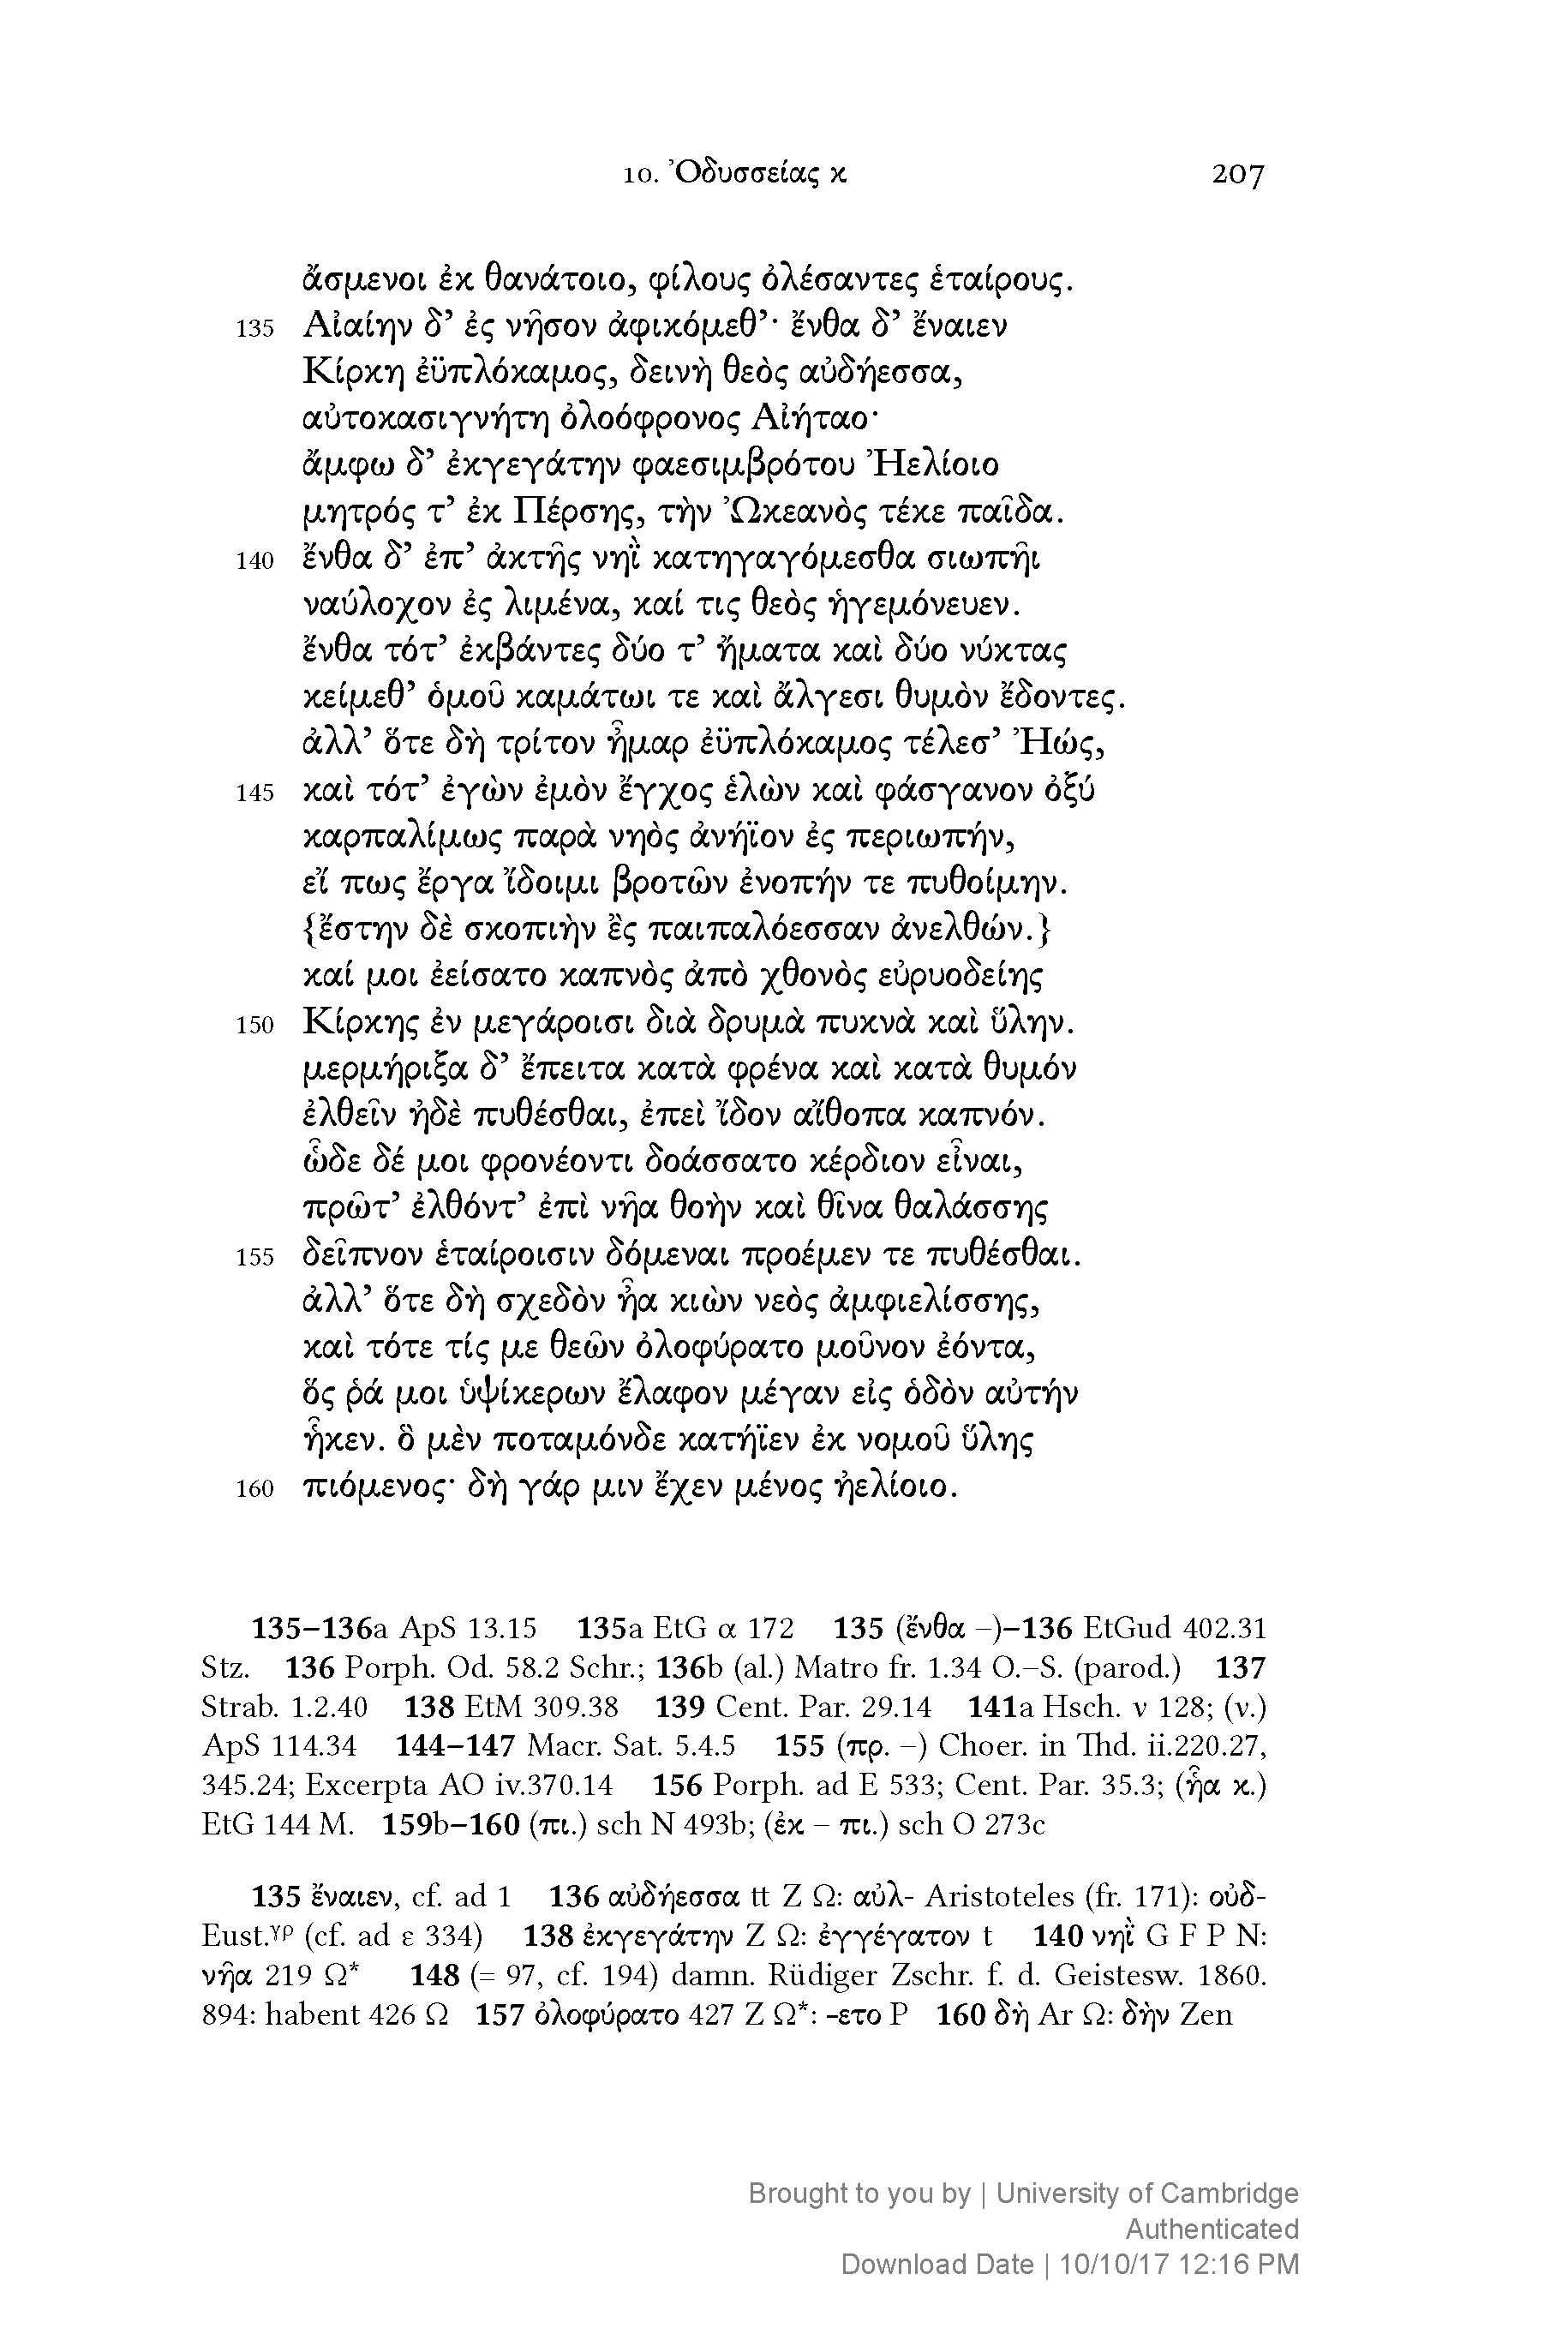 10. Ὀδυσσείας κ 207
ἄσμενοι ἐκ θανάτοιο, φίλους ὀλέσαντες ἑταίρους.
135 Αἰαίην δ’ ἐς νῆσον ἀφικόμεθ’· ἔνθα δ’ ἔναιεν
Κίρκη ἐϋπλόκαμος, δεινὴ θεὸς αὐδήεσσα,
αὐτοκασιγνήτη ὀλοόφρονος Αἰήταο·
ἄμφω δ’ ἐκγεγάτην φαεσιμβρότου Ἠελίοιο
μητρός τ’ ἐκ Πέρσης, τὴν Ὠκεανὸς τέκε παῖδα.
140 ἔνθα δ’ ἐπ’ ἀκτῆς νηῒ κατηγαγόμεσθα σιωπῆι
ναύλοχον ἐς λιμένα, καί τις θεὸς ἡγεμόνευεν.
ἔνθα τότ’ ἐκβάντες δύο τ’ ἤματα καὶ δύο νύκτας
κείμεθ’ ὁμοῦ καμάτωι τε καὶ ἄλγεσι θυμὸν ἔδοντες.
ἀλλ’ ὅτε δὴ τρίτον ἦμαρ ἐϋπλόκαμος τέλεσ’ Ἠώς,
145 καὶ τότ’ ἐγὼν ἐμὸν ἔγχος ἑλὼν καὶ φάσγανον ὀξύ
καρπαλίμως παρὰ νηὸς ἀνήϊον ἐς περιωπήν,
εἴ πως ἔργα ἴδοιμι βροτῶν ἐνοπήν τε πυθοίμην.
{ἔστην δὲ σκοπιὴν ἒς παιπαλόεσσαν ἀνελθών.}
καί μοι ἐείσατο καπνὸς ἀπὸ χθονὸς εὐρυοδείης
150 Κίρκης ἐν μεγάροισι διὰ δρυμὰ πυκνὰ καὶ ὕλην.
μερμήριξα δ’ ἔπειτα κατὰ φρένα καὶ κατὰ θυμόν
ἐλθεῖν ἠδὲ πυθέσθαι, ἐπεὶ ἴδον αἴθοπα καπνόν.
ὧδε δέ μοι φρονέοντι δοάσσατο κέρδιον εἶναι,
πρῶτ’ ἐλθόντ’ ἐπὶ νῆα θοὴν καὶ θῖνα θαλάσσης
155 δεῖπνον ἑταίροισιν δόμεναι προέμεν τε πυθέσθαι.
ἀλλ’ ὅτε δὴ σχεδὸν ἦα κιὼν νεὸς ἀμφιελίσσης,
καὶ τότε τίς με θεῶν ὀλοφύρατο μοῦνον ἐόντα,
ὅς ῥά μοι ὑψίκερων ἔλαφον μέγαν εἰς ὁδὸν αὐτήν
ἧκεν. ὃ μὲν ποταμόνδε κατήϊεν ἐκ νομοῦ ὕλης
160 πιόμενος· δὴ γάρ μιν ἔχεν μένος ἠελίοιο.
135–136a ApS 13.15 135a EtG α 172 135 (ἔνθα –)–136 EtGud 402.31
Stz. 136 Porph. Od. 58.2 Schr.; 136b (al.) Matro fr. 1.34 O.–S. (parod.) 137
Strab. 1.2.40 138 EtM 309.38 139 Cent. Par. 29.14 141a Hsch. ν 128; (ν.)
ApS 114.34 144–147 Macr. Sat. 5.4.5 155 (πρ. –) Choer. in Thd. ii.220.27,
345.24; Excerpta AO iv.370.14 156 Porph. ad E 533; Cent. Par. 35.3; (ἦα κ.)
EtG 144 M. 159b–160 (πι.) sch N 493b; (ἐκ – πι.) sch O 273c
135 ἔναιεν, cf. ad 1 136 αὐδήεσσα tt Z Ω: αὐλ- Aristoteles (fr. 171): οὐδ-
Eust.γρ (cf. ad ε 334) 138 ἐκγεγάτην Z Ω: ἐγγέγατον t 140 νηῒ G F P N:
νῆα 219 Ω* 148 (= 97, cf. 194) damn. Rüdiger Zschr. f. d. Geistesw. 1860.
894: habent 426 Ω 157 ὀλοφύρατο 427 Z Ω*: -ετο P 160 δὴ Ar Ω: δὴν Zen
Brought to you by | University of Cambridge
Authenticated
Download Date | 10/10/17 12:16 PM